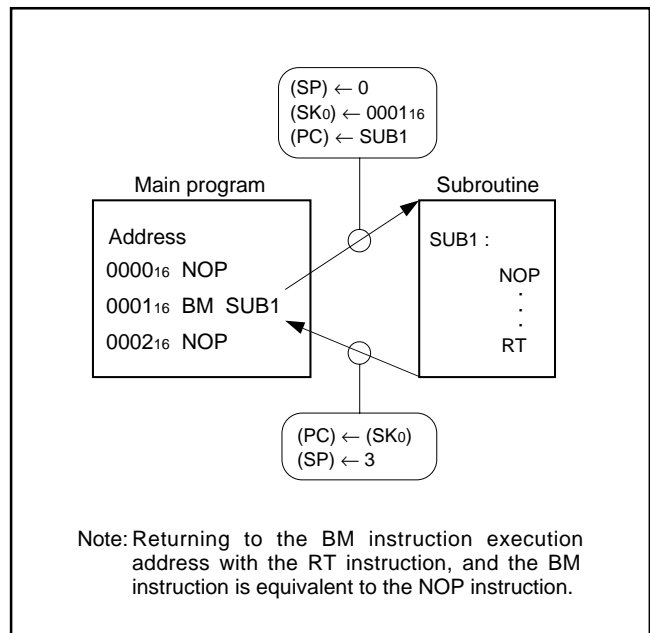 (SP) ← 0
(SK0) ← 000116
(PC) ← SUB1
Main program
Address
000016 NOP
000116 BM SUB1
000216 NOP
Subroutine
SUB1 :
NOP
.
.
.
RT
(PC) ← (SK0)
(SP) ← 3
Note: Returning to the BM instruction execution
address with the RT instruction, and the BM
instruction is equivalent to the NOP instruction.